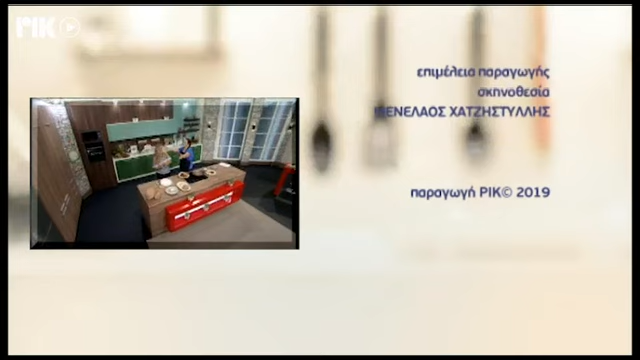 ΡΙΚ
επιμέλεια παραγωγής
σκηνοθεσία
ΜΕΝΕΛΑΟΣ ΧΑΤΖΗΣΤΥΛΛΗΣ
παραγωγή ΡΙΚ© 2019